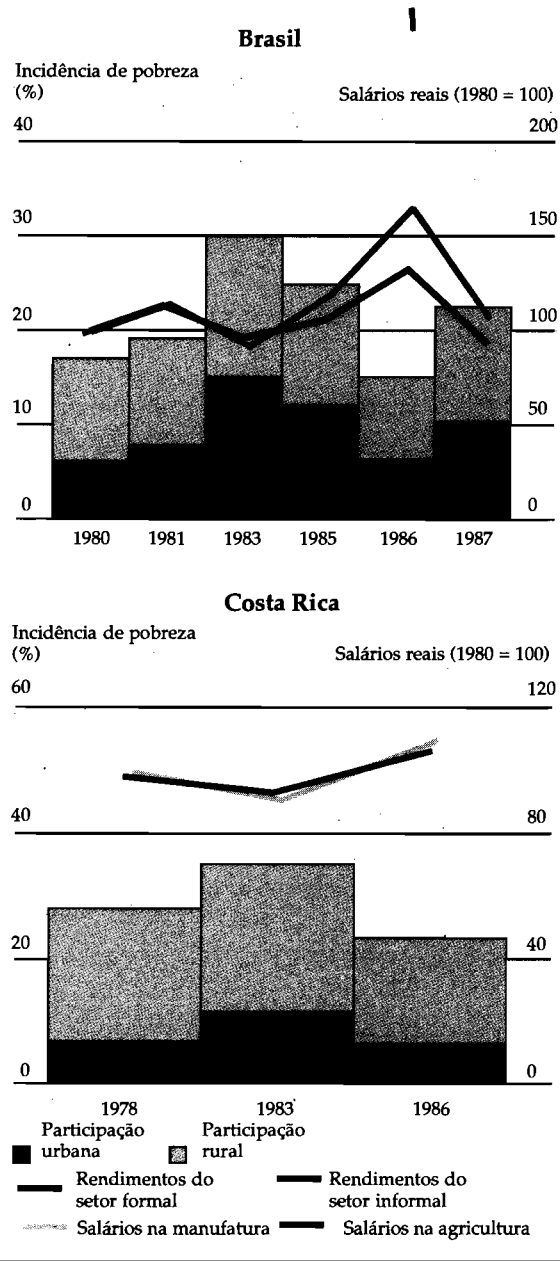 Brasil
Incidência de pobreza
(%)
Salários reais (1980 = 100)
40
200
30
150
20
100
10
50
0
0
1980 1981 1983 1985 1986 1987
Costa Rica
Incidência de pobreza
(%)
Salários reais (1980 = 100)
60
120
40
80
20
40
0
0
1978 1983 1986
Participação
urbana
Participação
rural
Rendimentos do
setor formal
Rendimentos do
setor informal
Salários na manufatura
Salários na agricultura